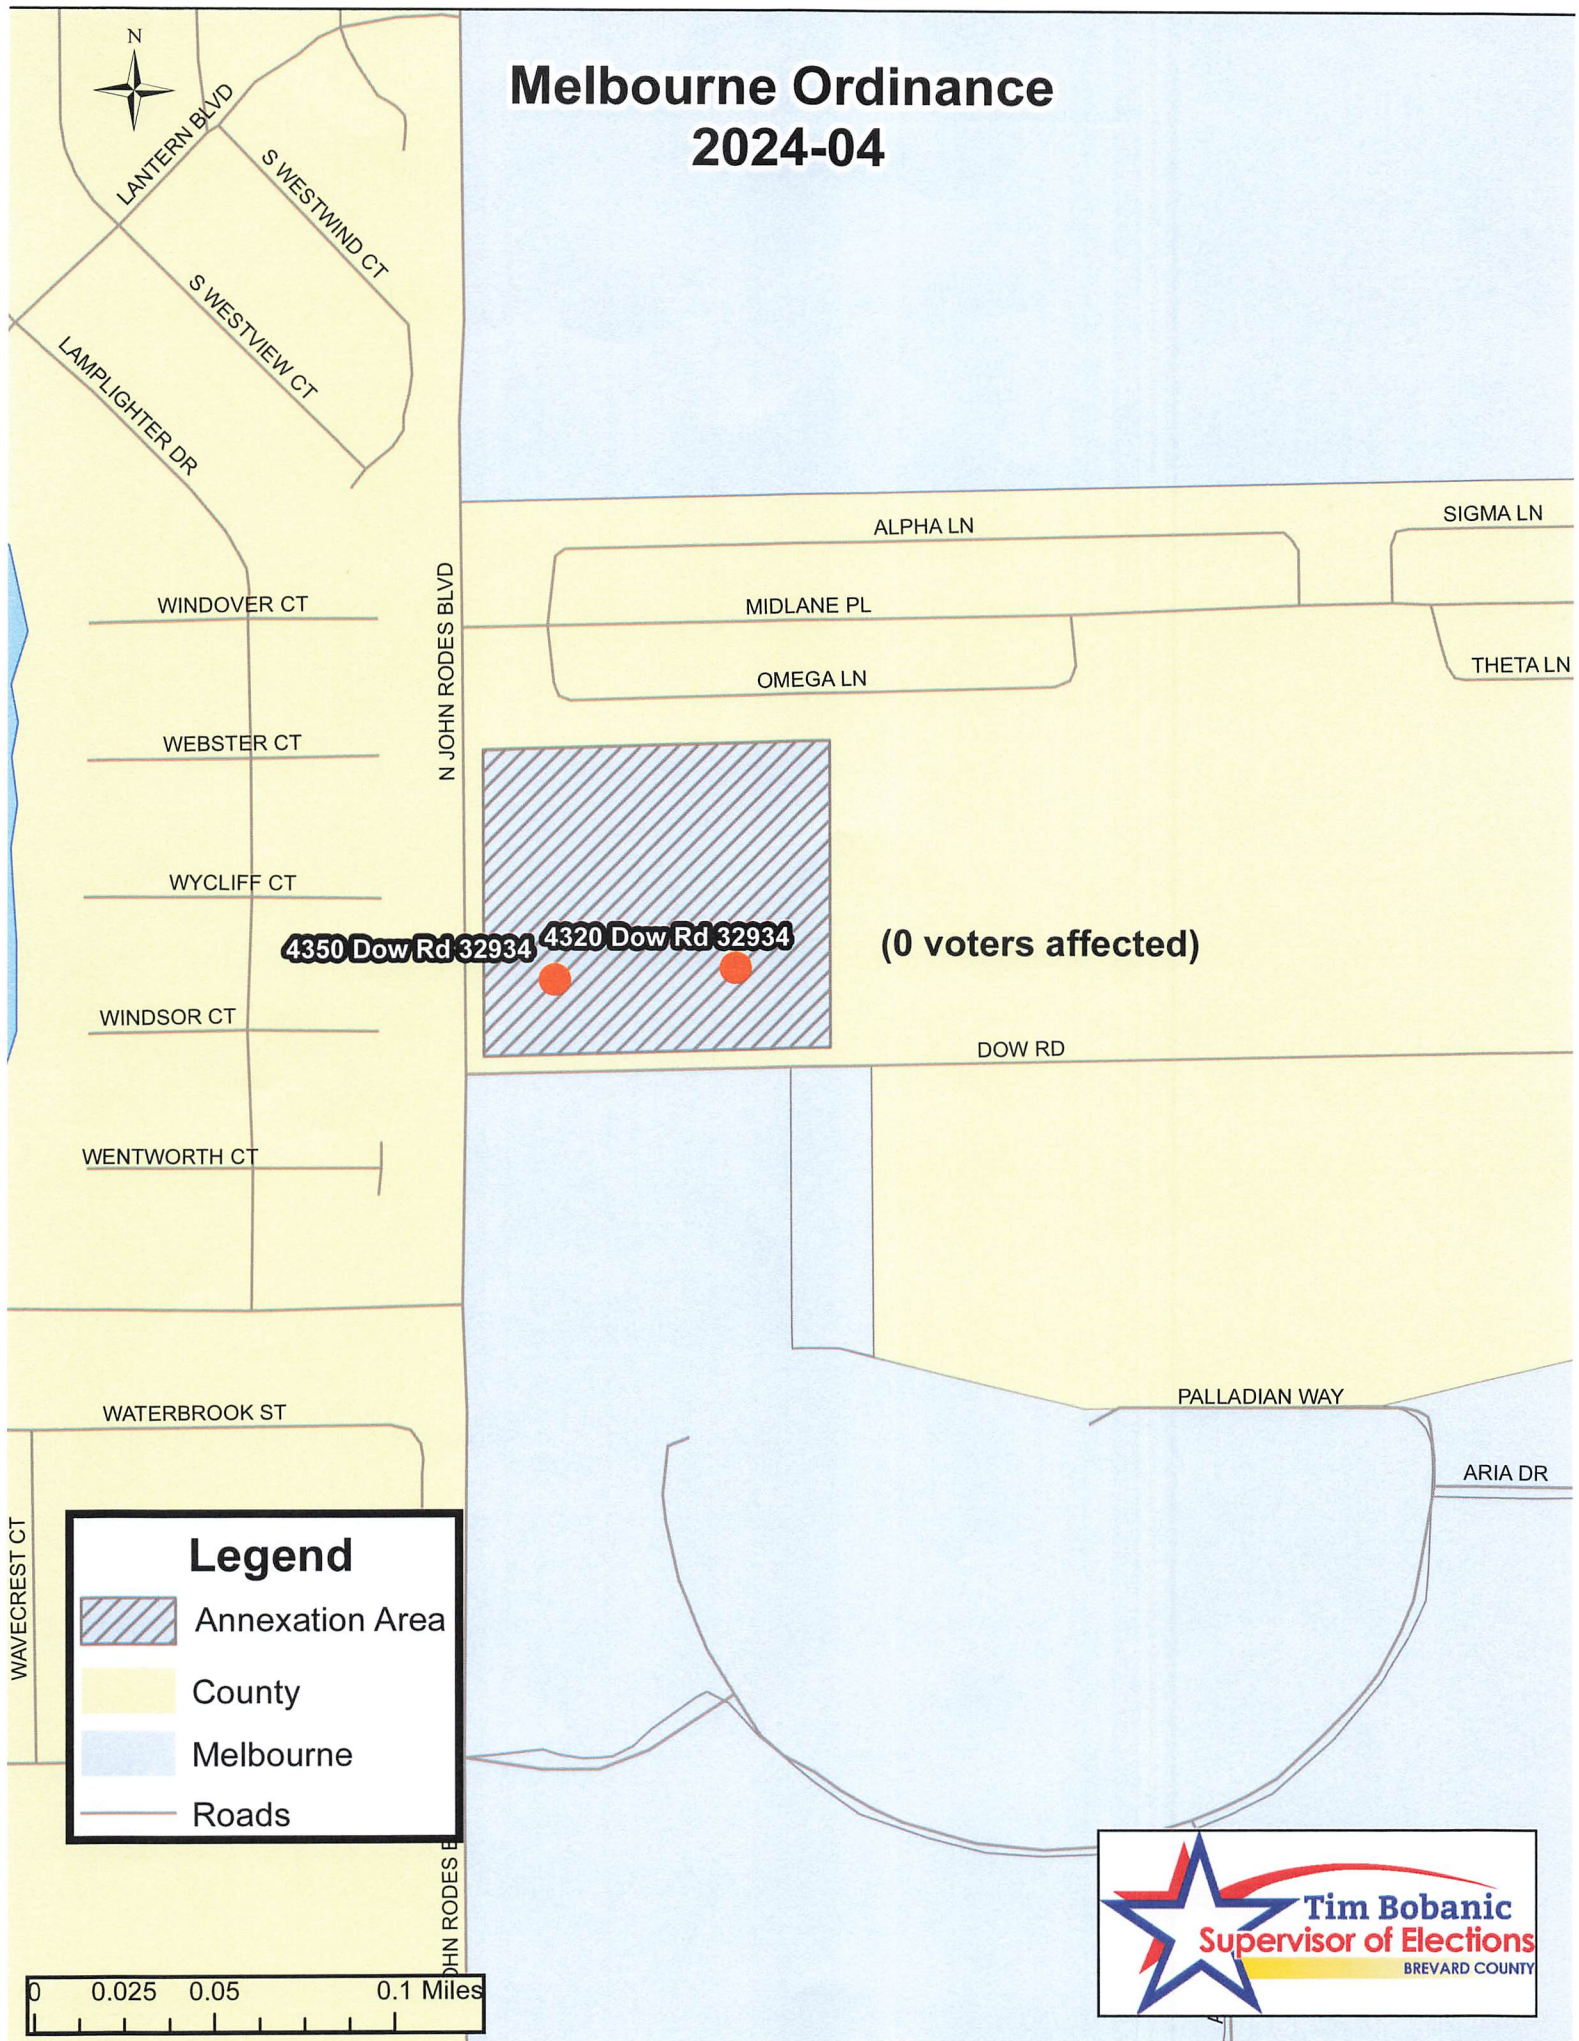 N
Melbourne Ordinance
2024-04
LANTERN BLVD
S WESTWIND CT
S WESTVIEW CT
LAMPLIGHTER DR
ALPHA LN
SIGMA LN
N JOHN RODES BLVD
WINDOVER CT
MIDLANE PL
THETA LN
OMEGA LN
WEBSTER CT
WYCLIFF CT
4350 Dow Rd 32934
4320 Dow Rd 32934
(0 voters affected)
WINDSOR CT
DOW RD
WENTWORTH CT
PALLADIAN WAY
WATERBROOK ST
ARIA DR
WAVECREST CT
Legend
Annexation Area
County
Melbourne
Roads
OHN RODES B
Tim Bobanic
Supervisor of Elections
BREVARD COUNTY
0 0.025 0.05 0.1 Miles